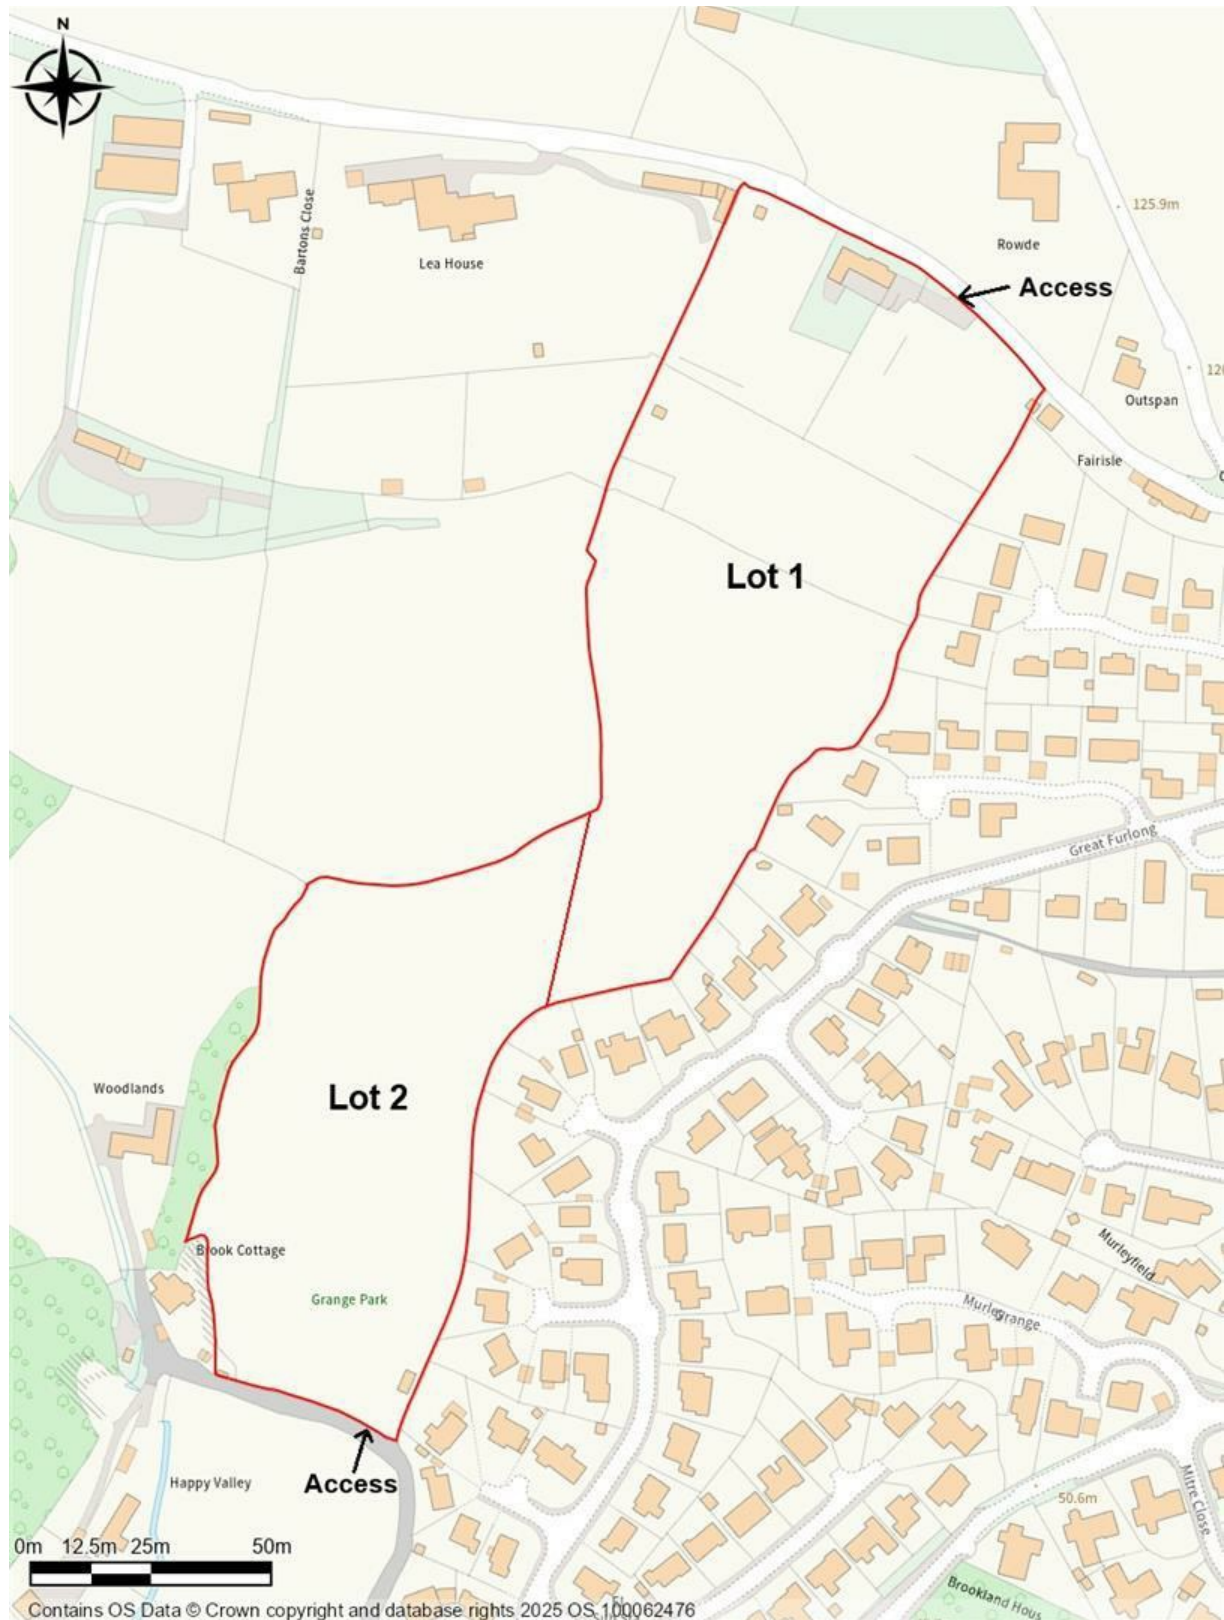 N
Bartons Close
Lea House
125.9m
Rowde
Access
Outspan
Fairisle
Lot 1
Great Furlong
Woodlands
Lot 2
Brook Cottage
Grange Park
Murleyfield
Murley
Grange
Happy Valley
Access
50.6m
Mitre Close
0m 12.5m 25m 50m
Brookland Hous
Contains OS Data © Crown copyright and database rights 2025 OS 100062476